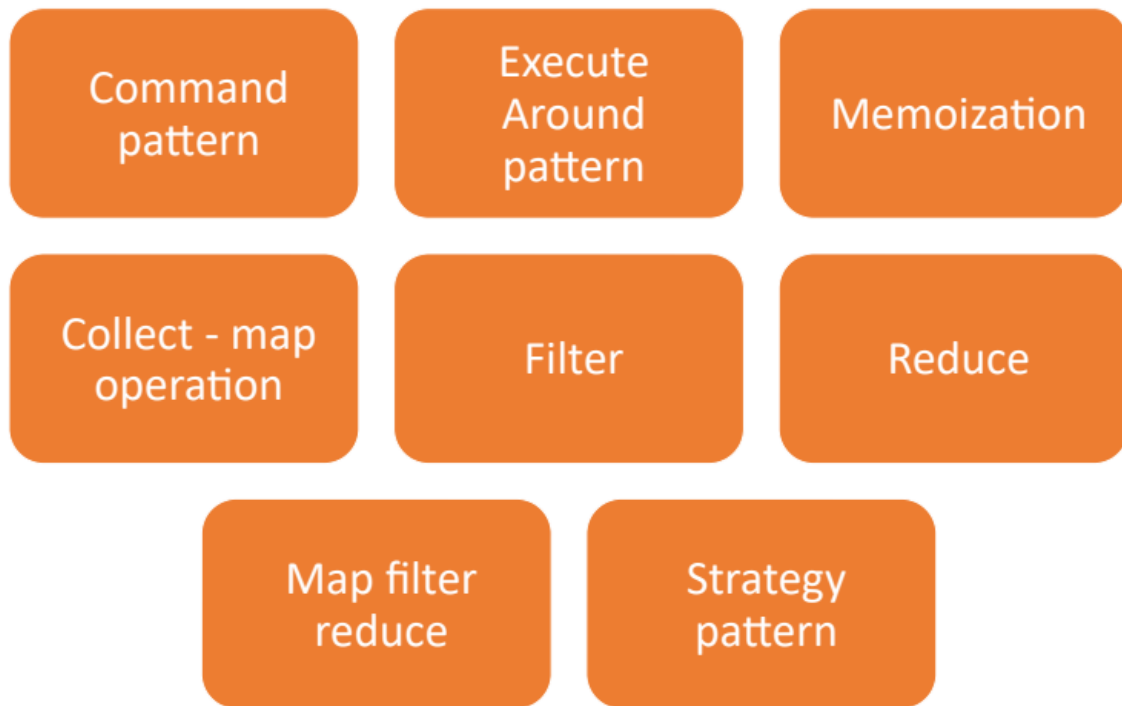 Command
pattern
Execute
Around
pattern
Memoization
Collect - map
operation
Filter
Reduce
Map filter
reduce
Strategy
pattern